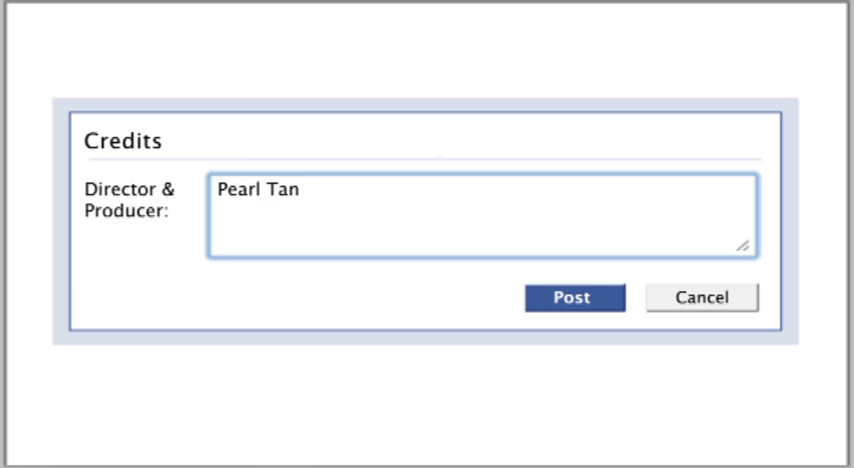 Credits
Director & Pearl Tan
Producer:
Post Cancel